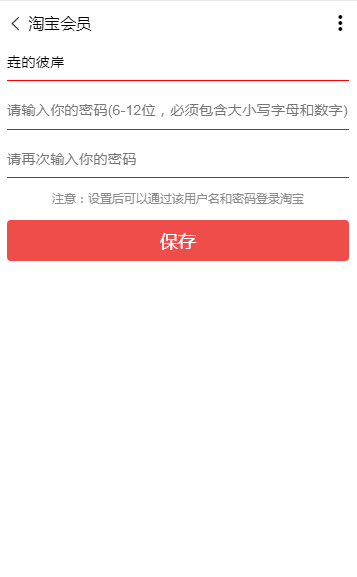 淘宝会员
垚的彼岸
请输入你的密码(6-12位，必须包含大小写字母和数字)
请再次输入你的密码
注意：设置后可以通过该用户名和密码登录淘宝
保存